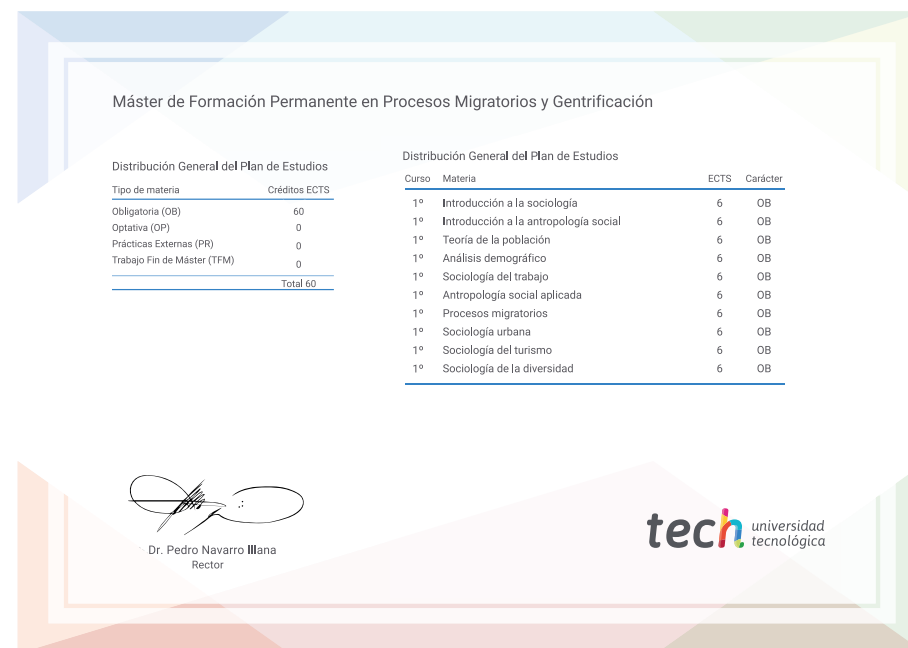 Máster de Formación Permanente en Procesos Migratorios y Gentrificación
Distribución General del Plan de Estudios
Tipo de materia Créditos ECTS
Obligatoria (OB) 60
Optativa (OP) 0
Prácticas Externas (PR) 0
Trabajo Fin de Máster (TFM) 0
Total 60
Distribución General del Plan de Estudios
Curso Materia ECTS Carácter
1º Introducción a la sociología 6 OB
1º Introducción a la antropología social 6 OB
1º Teoría de la población 6 OB
1º Análisis demográfico 6 OB
1º Sociología del trabajo 6 OB
1º Antropología social aplicada 6 OB
1º Procesos migratorios 6 OB
1º Sociología urbana 6 OB
1º Sociología del turismo 6 OB
1º Sociología de la diversidad 6 OB
Dr. Pedro Navarro Illana
Rector
tech universidad
tecnológica